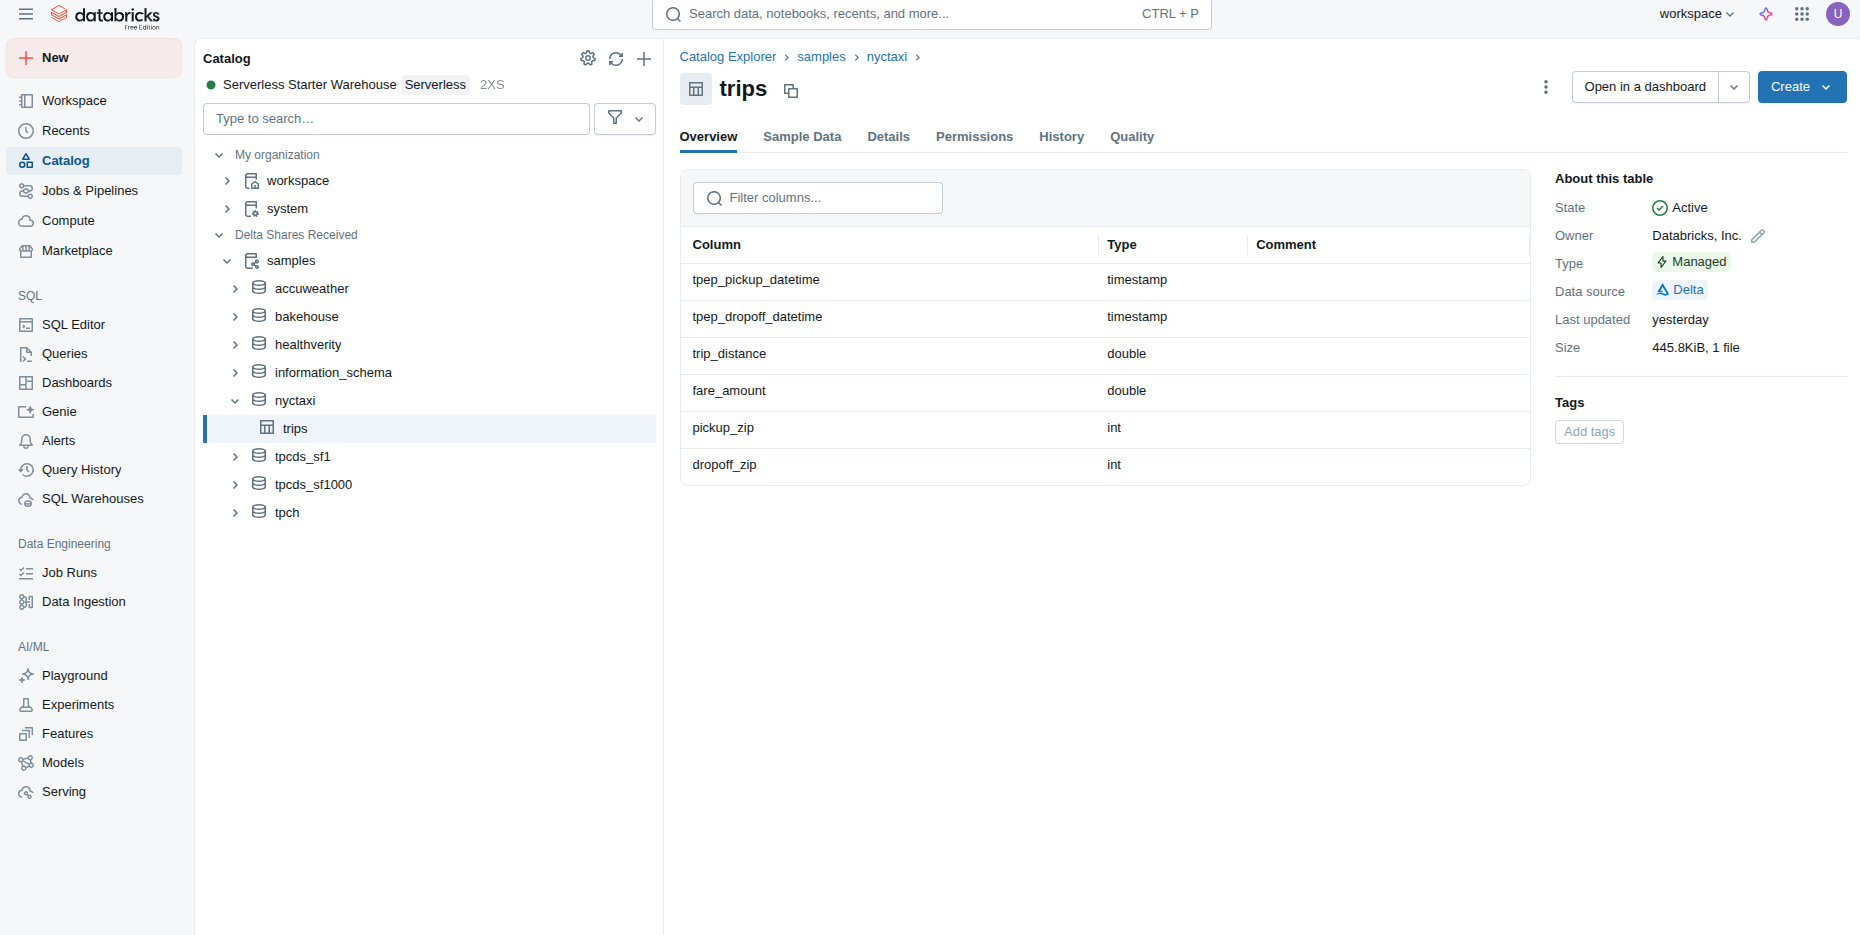 databricks
Free Edition
Search data, notebooks, recents, and more...
CTRL + P
workspace
U
New
Workspace
Recents
Catalog
Jobs & Pipelines
Compute
Marketplace
SQL
SQL Editor
Queries
Dashboards
Genie
Alerts
Query History
SQL Warehouses
Data Engineering
Job Runs
Data Ingestion
AI/ML
Playground
Experiments
Features
Models
Serving
Catalog
Serverless Starter Warehouse Serverless 2XS
Type to search…
My organization
workspace
system
Delta Shares Received
samples
accuweather
bakehouse
healthverity
information_schema
nyctaxi
trips
tpcds_sf1
tpcds_sf1000
tpch
Catalog Explorer > samples > nyctaxi >
trips
Open in a dashboard
Create
Overview Sample Data Details Permissions History Quality
Filter columns...
Column Type Comment
tpep_pickup_datetime timestamp
tpep_dropoff_datetime timestamp
trip_distance double
fare_amount double
pickup_zip int
dropoff_zip int
About this table
State Active
Owner Databricks, Inc.
Type Managed
Data source Delta
Last updated yesterday
Size 445.8KiB, 1 file
Tags
Add tags